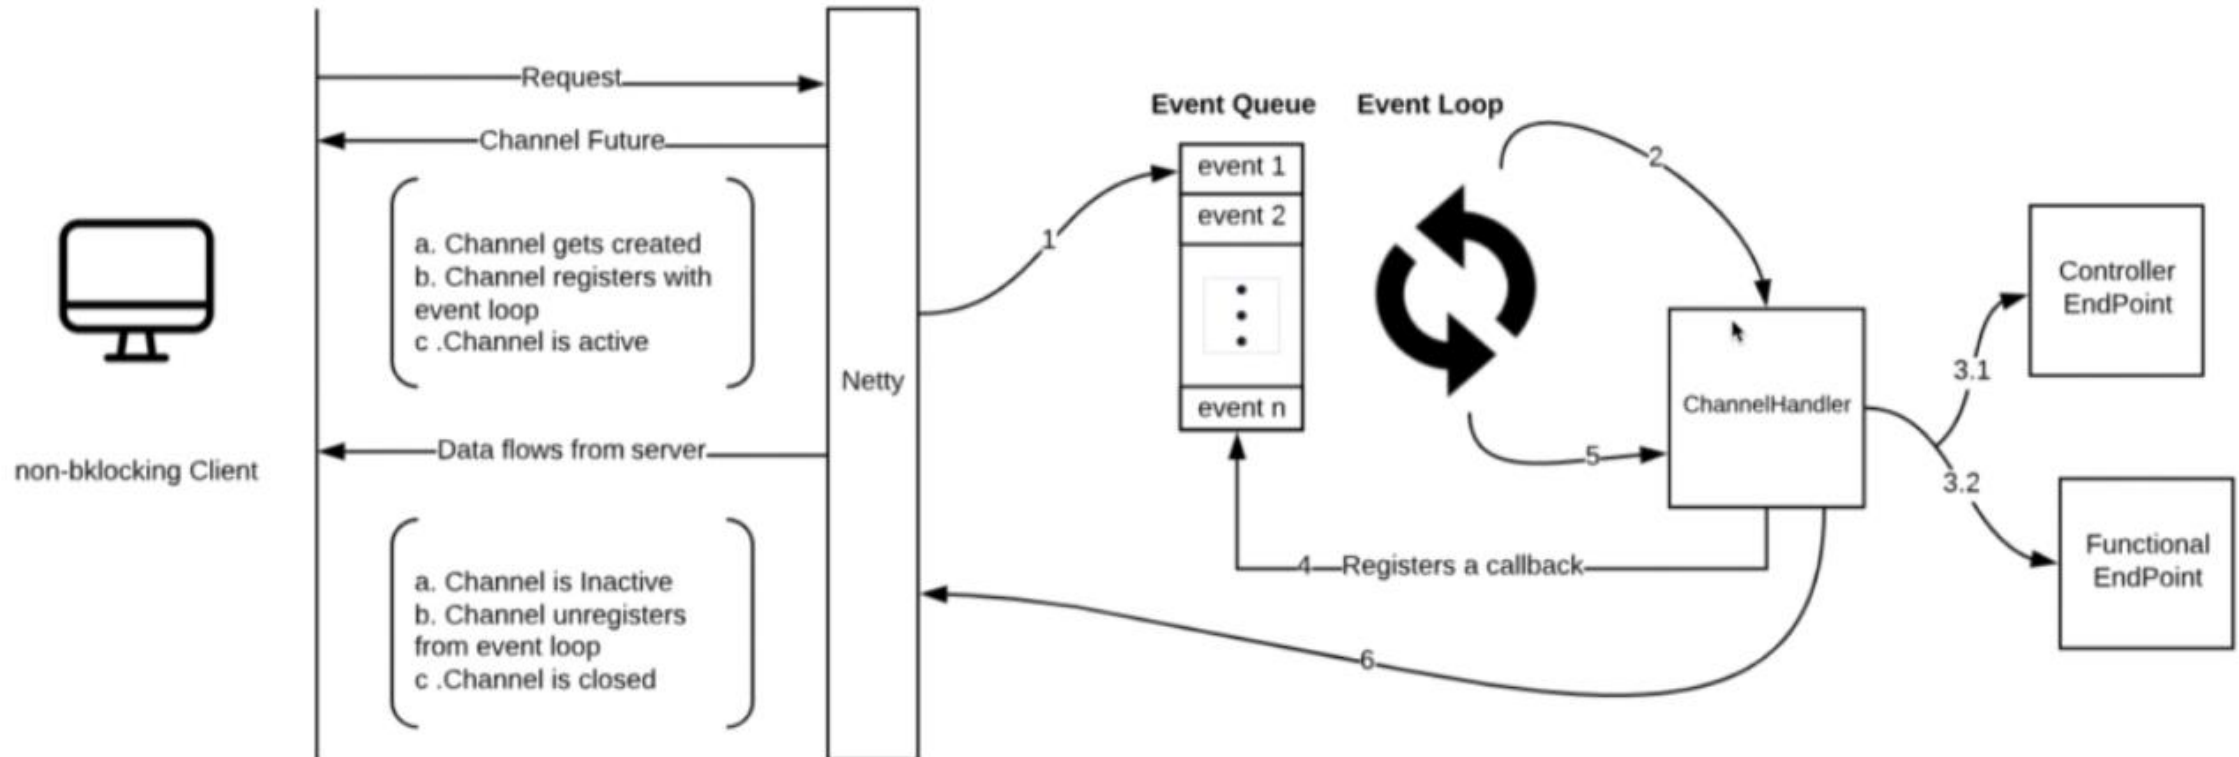 Request
Channel Future
a. Channel gets created
b. Channel registers with
event loop
c .Channel is active
non-bklocking Client
Data flows from server
a. Channel is Inactive
b. Channel unregisters
from event loop
c .Channel is closed
Netty
1
Event Queue
event 1
event 2
event n
Event Loop
2
ChannelHandler
3.1
Controller
EndPoint
3.2
Functional
EndPoint
4
Registers a callback
5
6